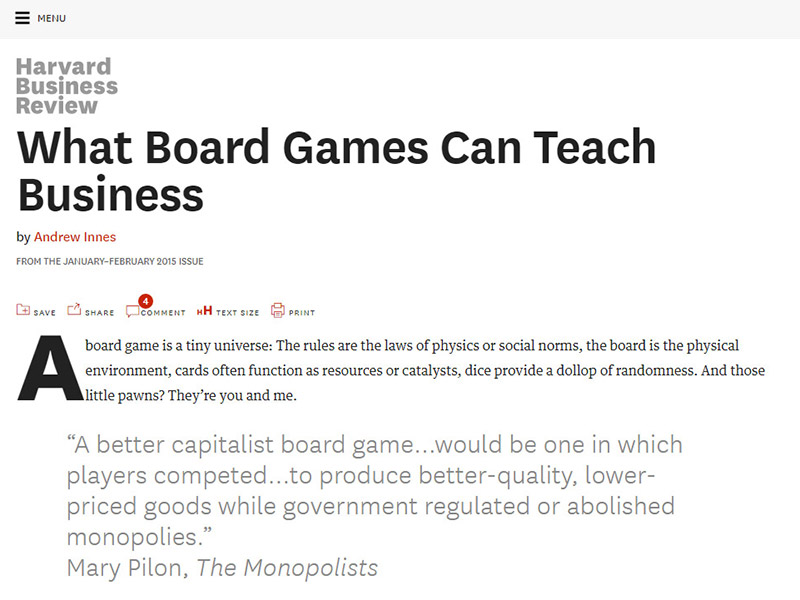 MENU
Harvard
Business
Review
What Board Games Can Teach
Business
by Andrew Innes
FROM THE JANUARY–FEBRUARY 2015 ISSUE
SAVE SHARE 4 COMMENT HH TEXT SIZE PRINT
A board game is a tiny universe: The rules are the laws of physics or social norms, the board is the physical
environment, cards often function as resources or catalysts, dice provide a dollop of randomness. And those
little pawns? They’re you and me.
“A better capitalist board game…would be one in which
players competed…to produce better-quality, lower-
priced goods while government regulated or abolished
monopolies.”
Mary Pilon, The Monopolists